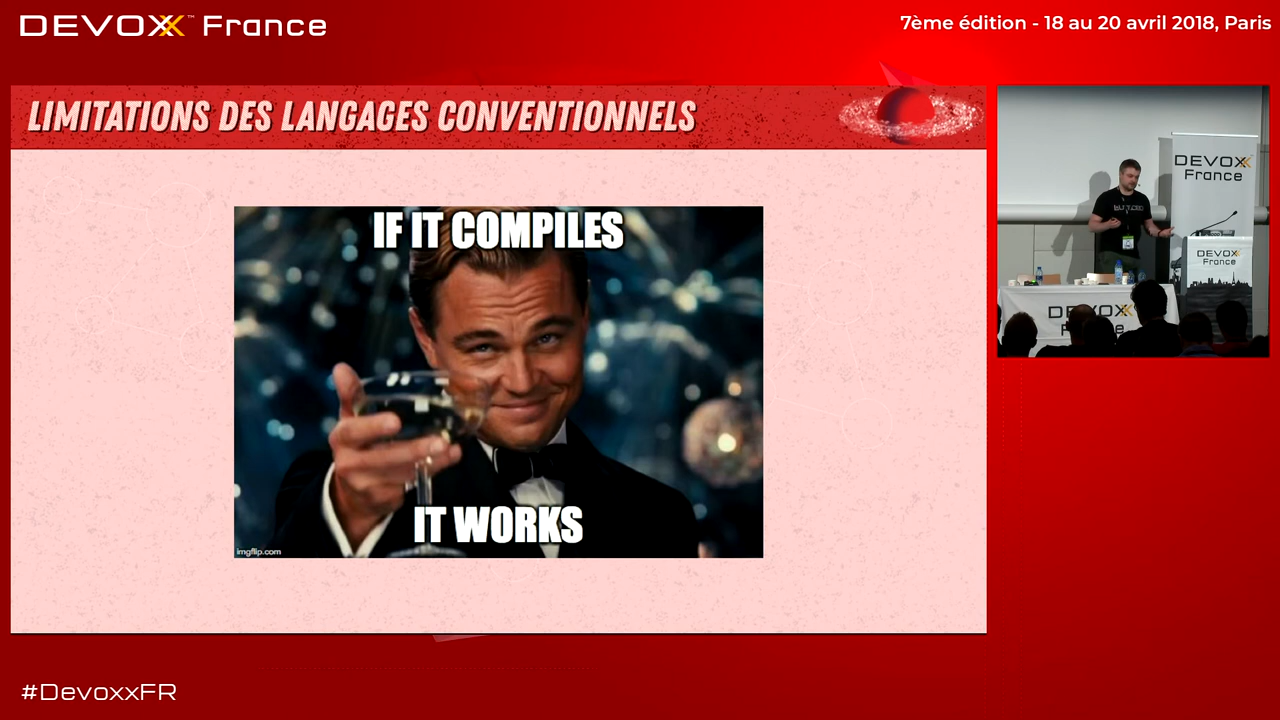 DEVOXX™ France
7ème édition - 18 au 20 avril 2018, Paris
LIMITATIONS DES LANGAGES CONVENTIONNELS
IF IT COMPILES
IT WORKS
imgflip.com
DEVOXX
France
DEVOXX
France
DEVOXX
#DevoxxFR